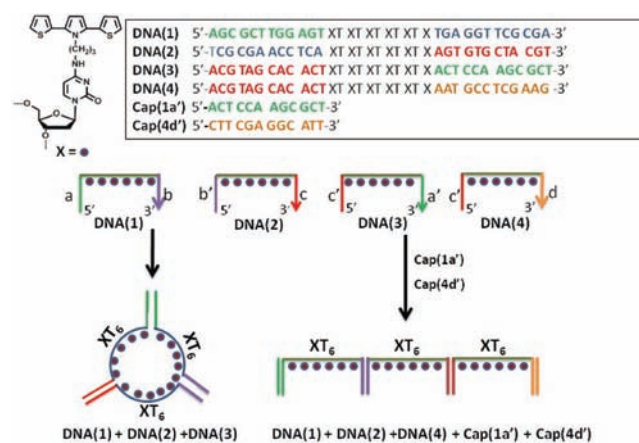 S
N
S
(CH₂)₃
NH
N
N
O
O
O
O
X =
DNA(1) 5'-AGC GCT TGG AGT XT XT XT XT XT X TGA GGT TCG CGA-3'
DNA(2) 5'-TCG CGA ACC TCA XT XT XT XT XT X AGT GTG CTA CGT
DNA(3) 5'-ACG TAG CAC ACT XT XT XT XT XT X ACT CCA AGC GCT
DNA(4) 5'-ACG TAG CAC ACT XT XT XT XT XT X AAT GCC TCG AAG-3'
Cap(1a') 5'-ACT CCA AGC GCT-3'
Cap(4d') 5'-CTT CGA GGC ATT-3'
a 5' 3' b
DNA(1)
b' 5' 3' c
DNA(2)
c' 5' 3' a'
DNA(3)
c' 5' 3' d
DNA(4)
Cap(1a')
Cap(4d')
XT₆ XT₆
XT₆
XT₆ XT₆ XT₆
DNA(1) + DNA(2) +DNA(3)
DNA(1) + DNA(2) +DNA(4) + Cap(1a') + Cap(4d')